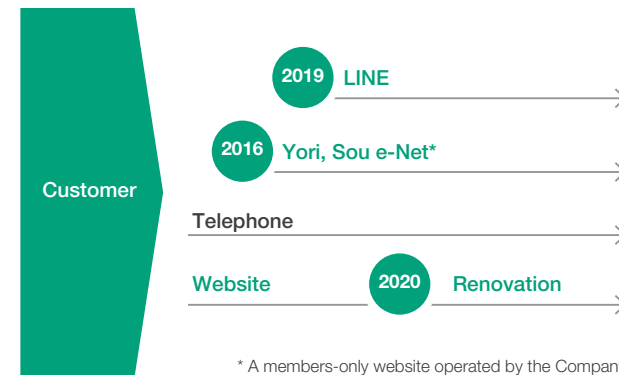 2019 LINE
2016 Yori, Sou e-Net*
Customer
Telephone
Website 2020 Renovation
* A members-only website operated by the Compan